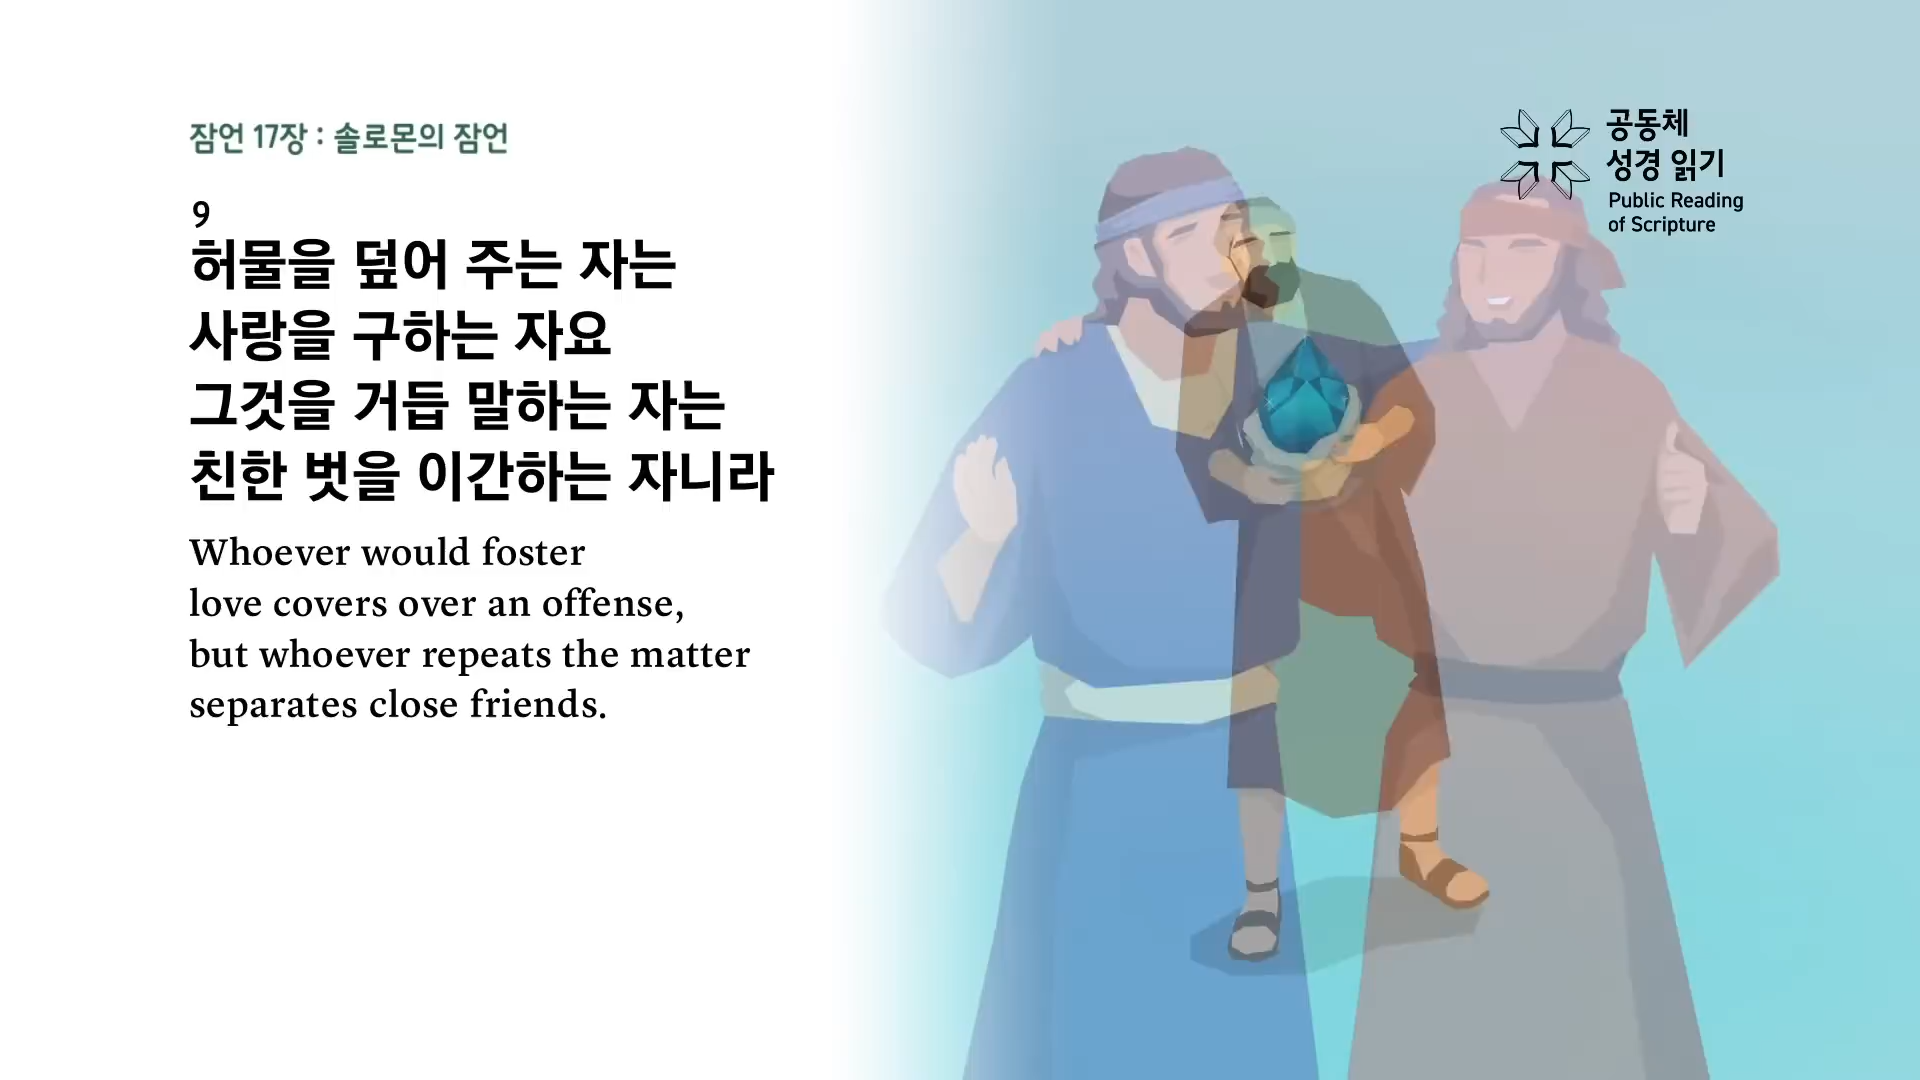 잠언 17장 : 솔로몬의 잠언
9
허물을 덮어 주는 자는
사랑을 구하는 자요
그것을 거듭 말하는 자는
친한 벗을 이간하는 자니라
Whoever would foster
love covers over an offense,
but whoever repeats the matter
separates close friends.
공동체
성경 읽기
Public Reading
of Scripture